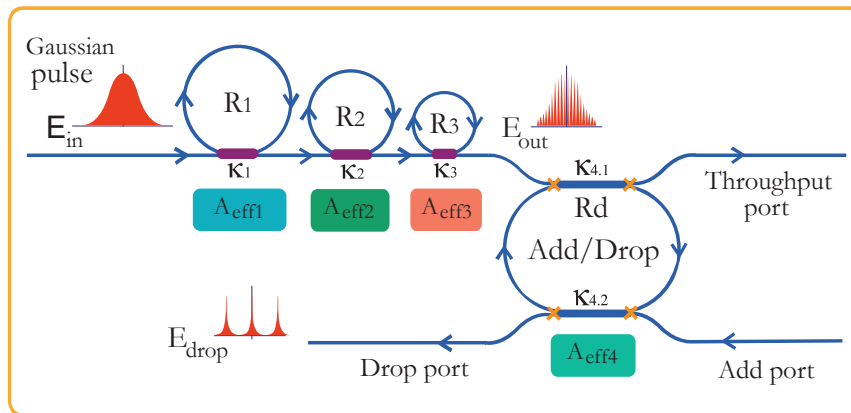 Gaussian
pulse
E_in
R1
R2
R3
E_out
κ1
κ2
κ3
κ4.1
A_eff1
A_eff2
A_eff3
Rd
Throughput
port
Add/Drop
κ4.2
E_drop
Drop port
A_eff4
Add port